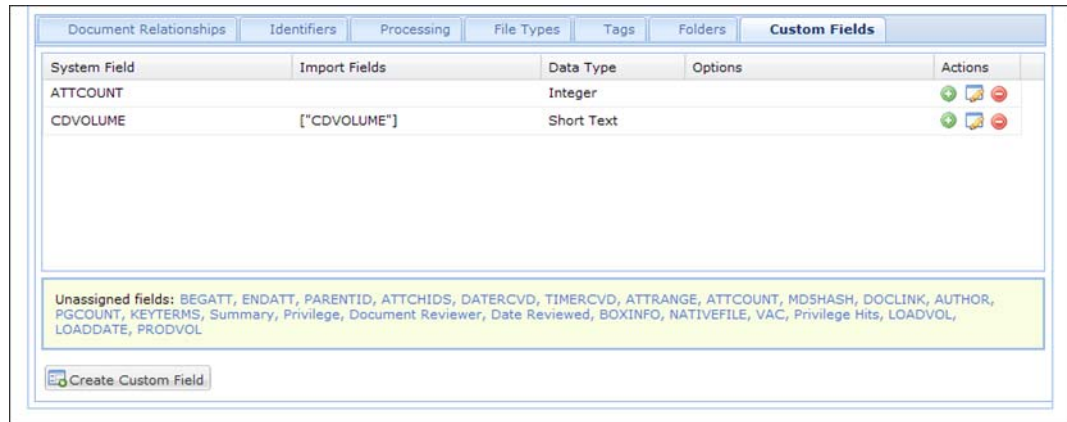 Document Relationships Identifiers Processing File Types Tags Folders Custom Fields
System Field Import Fields Data Type Options Actions
ATTCOUNT Integer
CDVOLUME ["CDVOLUME"] Short Text
Unassigned fields: BEGATT, ENDATT, PARENTID, ATTCHIDS, DATERCVD, TIMERCVD, ATTRANGE, ATTCOUNT, MD5HASH, DOCLINK, AUTHOR,
PGCOUNT, KEYTERMS, Summary, Privilege, Document Reviewer, Date Reviewed, BOXINFO, NATIVEFILE, VAC, Privilege Hits, LOADVOL,
LOADDATE, PRODVOL
Create Custom Field